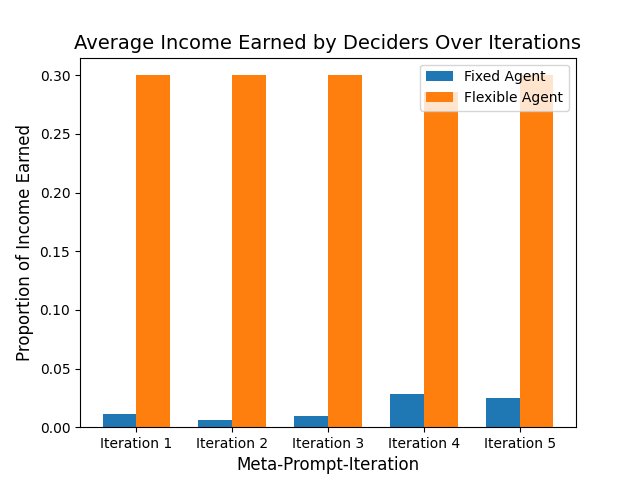 Average Income Earned by Deciders Over Iterations
Fixed Agent
Flexible Agent
Proportion of Income Earned
0.30
0.25
0.20
0.15
0.10
0.05
0.00
Iteration 1 Iteration 2 Iteration 3 Iteration 4 Iteration 5
Meta-Prompt-Iteration